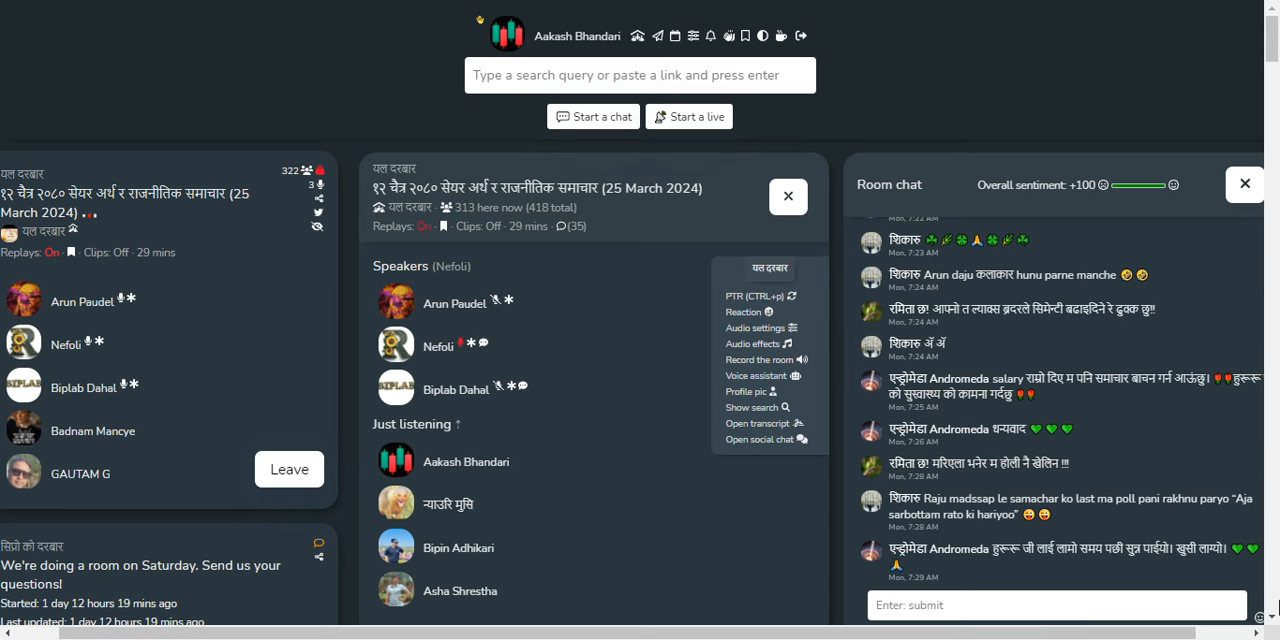 Aakash Bhandari
Type a search query or paste a link and press enter
Start a chat
Start a live
यल दरबार
322
१२ चैत्र २०८० सेयर अर्थ र राजनीतिक समाचार (25
March 2024)
3
यल दरबार
Replays: On · Clips: Off · 29 mins
Arun Paudel
Nefoli
Biplab Dahal
Badnam Mancye
GAUTAM G
Leave
सिप्रो को दरबार
We're doing a room on Saturday. Send us your
questions!
Started: 1 day 12 hours 19 mins ago
Last updated: 1 day 12 hours 19 mins ago
यल दरबार
१२ चैत्र २०८० सेयर अर्थ र राजनीतिक समाचार (25 March 2024)
यल दरबार · 313 here now (418 total)
Replays: On · Clips: Off · 29 mins · (35)
Speakers (Nefoli)
Arun Paudel
Nefoli
Biplab Dahal
Just listening ↑
Aakash Bhandari
न्याउरि मुसि
Bipin Adhikari
Asha Shrestha
यल दरबार
PTR (CTRL+p)
Reaction
Audio settings
Audio effects
Record the room
Voice assistant
Profile pic
Show search
Open transcript
Open social chat
Room chat
Overall sentiment: +100
Mon, 7:22 AM
शिकारु ☘️🌾🍀🙏🍀🌾☘️
Mon, 7:23 AM
शिकारु Arun daju कलाकार hunu parne manche 🤣🤣
Mon, 7:24 AM
रमिता छ! आफ्नो त ल्याक्स ब्रदरले सिमेन्टी बढाइदिने रे ढुक्क छु!!
Mon, 7:24 AM
शिकारु ॲ ॲ
Mon, 7:24 AM
एन्ड्रोमेडा Andromeda salary राम्रो दिए म पनि समाचार बाचन गर्न आऊंछु। 🌹🌹हुरूरू
को सुस्वास्थ्य को कामना गर्दछु 🌹🌹
Mon, 7:25 AM
एन्ड्रोमेडा Andromeda धन्यवाद 💚💚💚
Mon, 7:26 AM
रमिता छ! मरिएला भनेर म होली नै खेलिन !!!
Mon, 7:28 AM
शिकारु Raju madssap le samachar ko last ma poll pani rakhnu paryo “Aja
sarbottam rato ki hariyoo” 😜😜
Mon, 7:28 AM
एन्ड्रोमेडा Andromeda हुरूरू जी लाई लामो समय पछी सुन्न पाईयो। खुसी लाग्यो। 💚💚
🙏
Mon, 7:29 AM
Enter: submit